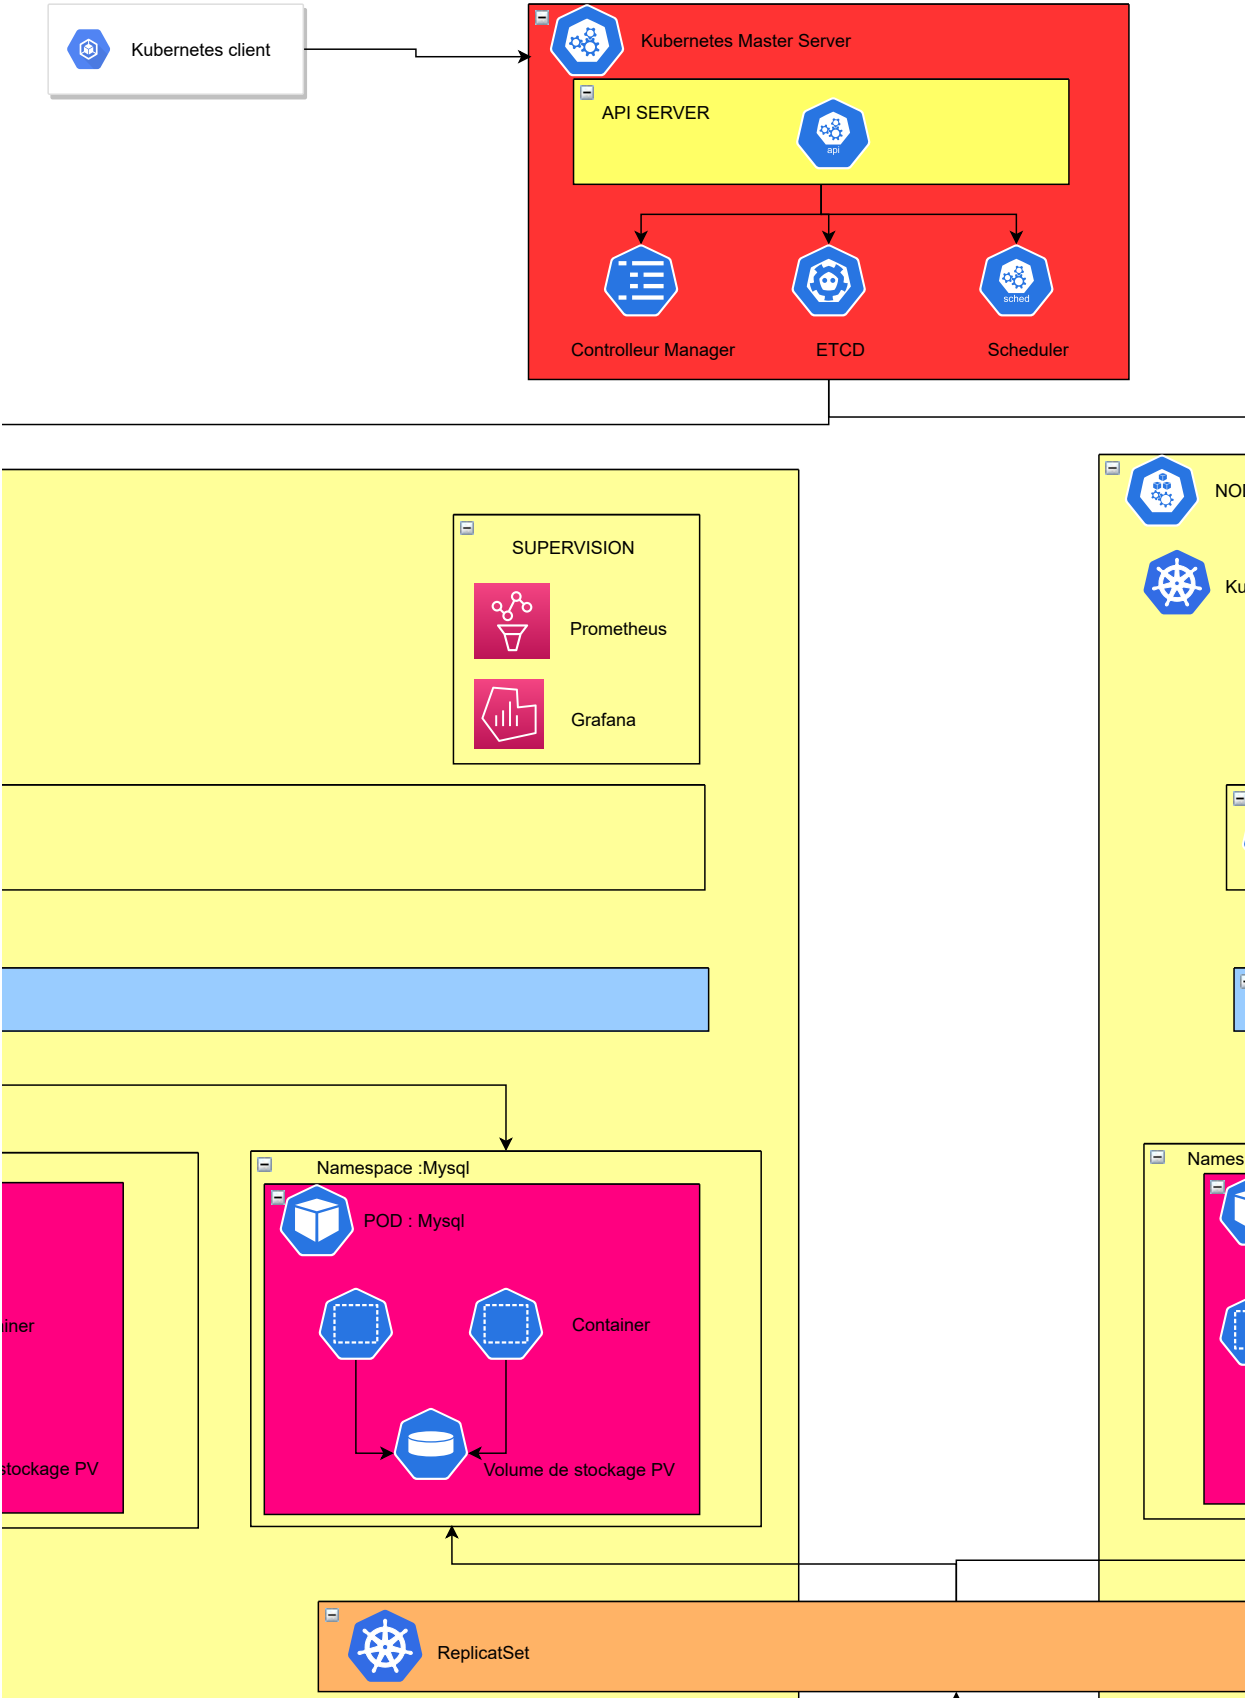 Kubernetes client
Kubernetes Master Server
API SERVER
api
sched
Controlleur Manager
ETCD
Scheduler
SUPERVISION
Prometheus
Grafana
Namespace :Mysql
POD : Mysql
Container
Volume de stockage PV
stockage PV
ReplicatSet